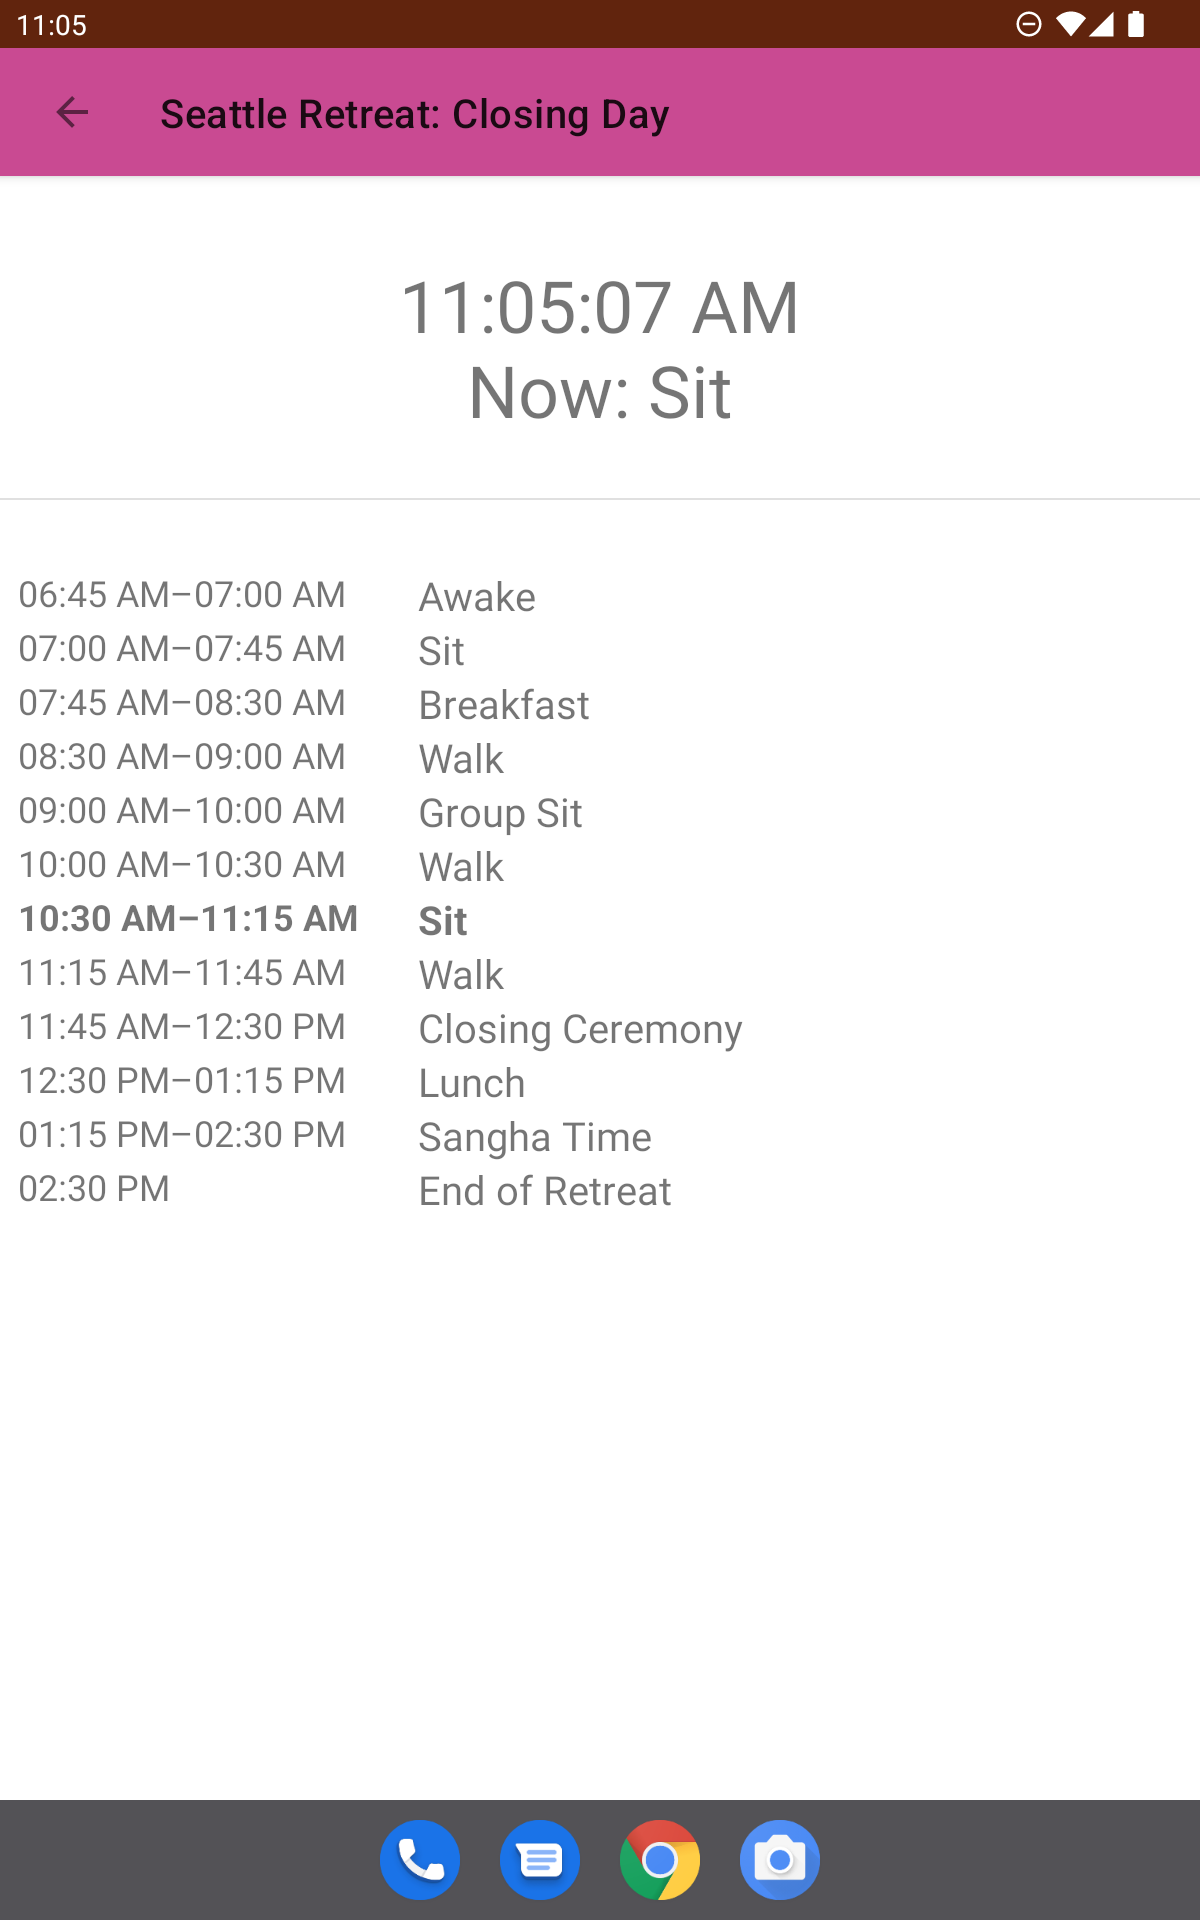 11:05
Seattle Retreat: Closing Day
11:05:07 AM
Now: Sit
06:45 AM–07:00 AM Awake
07:00 AM–07:45 AM Sit
07:45 AM–08:30 AM Breakfast
08:30 AM–09:00 AM Walk
09:00 AM–10:00 AM Group Sit
10:00 AM–10:30 AM Walk
10:30 AM–11:15 AM Sit
11:15 AM–11:45 AM Walk
11:45 AM–12:30 PM Closing Ceremony
12:30 PM–01:15 PM Lunch
01:15 PM–02:30 PM Sangha Time
02:30 PM End of Retreat